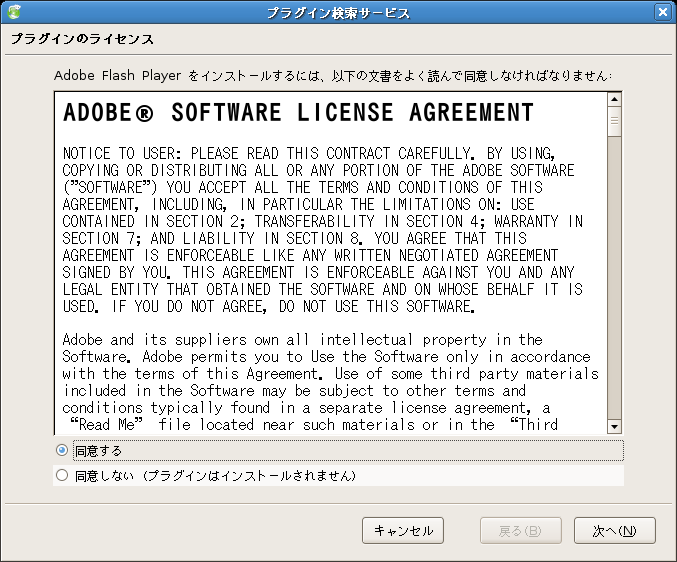 プラグイン検索サービス
プラグインのライセンス
Adobe Flash Player をインストールするには、以下の文書をよく読んで同意しなければなりません:
ADOBE® SOFTWARE LICENSE AGREEMENT
NOTICE TO USER: PLEASE READ THIS CONTRACT CAREFULLY. BY USING,
COPYING OR DISTRIBUTING ALL OR ANY PORTION OF THE ADOBE SOFTWARE
(”SOFTWARE”) YOU ACCEPT ALL THE TERMS AND CONDITIONS OF THIS
AGREEMENT, INCLUDING, IN PARTICULAR THE LIMITATIONS ON: USE
CONTAINED IN SECTION 2; TRANSFERABILITY IN SECTION 4; WARRANTY IN
SECTION 7; AND LIABILITY IN SECTION 8. YOU AGREE THAT THIS
AGREEMENT IS ENFORCEABLE LIKE ANY WRITTEN NEGOTIATED AGREEMENT
SIGNED BY YOU. THIS AGREEMENT IS ENFORCEABLE AGAINST YOU AND ANY
LEGAL ENTITY THAT OBTAINED THE SOFTWARE AND ON WHOSE BEHALF IT IS
USED. IF YOU DO NOT AGREE, DO NOT USE THIS SOFTWARE.
Adobe and its suppliers own all intellectual property in the
Software. Adobe permits you to Use the Software only in accordance
with the terms of this Agreement. Use of some third party materials
included in the Software may be subject to other terms and
conditions typically found in a separate license agreement, a
“Read Me” file located near such materials or in the “Third
同意する
同意しない (プラグインはインストールされません)
キャンセル
戻る(B)
次へ(N)